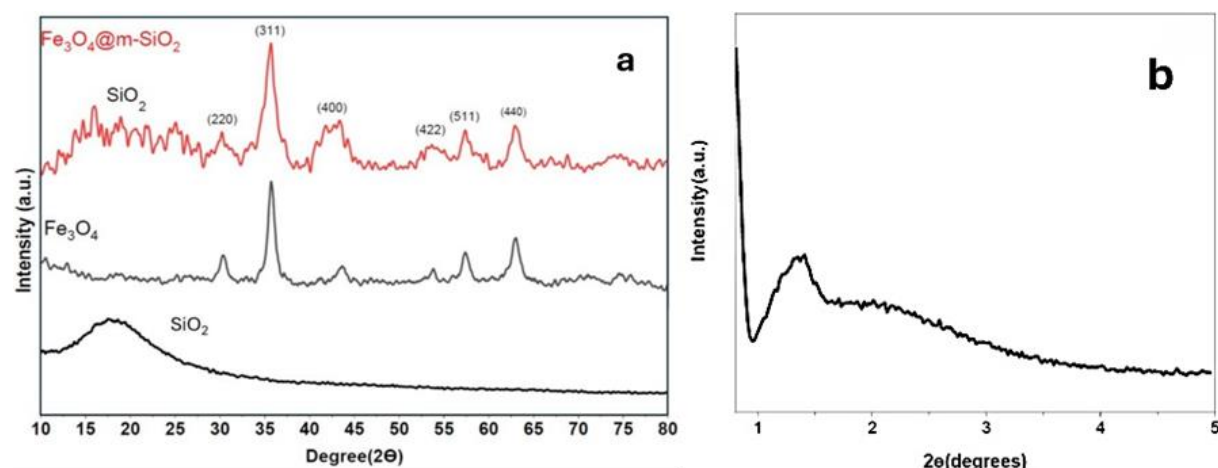 Fe₃O₄@m-SiO₂
(311)
a
SiO₂
(220)
(400)
(422)
(511)
(440)
Fe₃O₄
SiO₂
Intensity (a.u.)
10 15 20 25 30 35 40 45 50 55 60 65 70 75 80
Degree(2Θ)
b
Intensity(a.u.)
1 2 3 4 5
2ɵ(degrees)